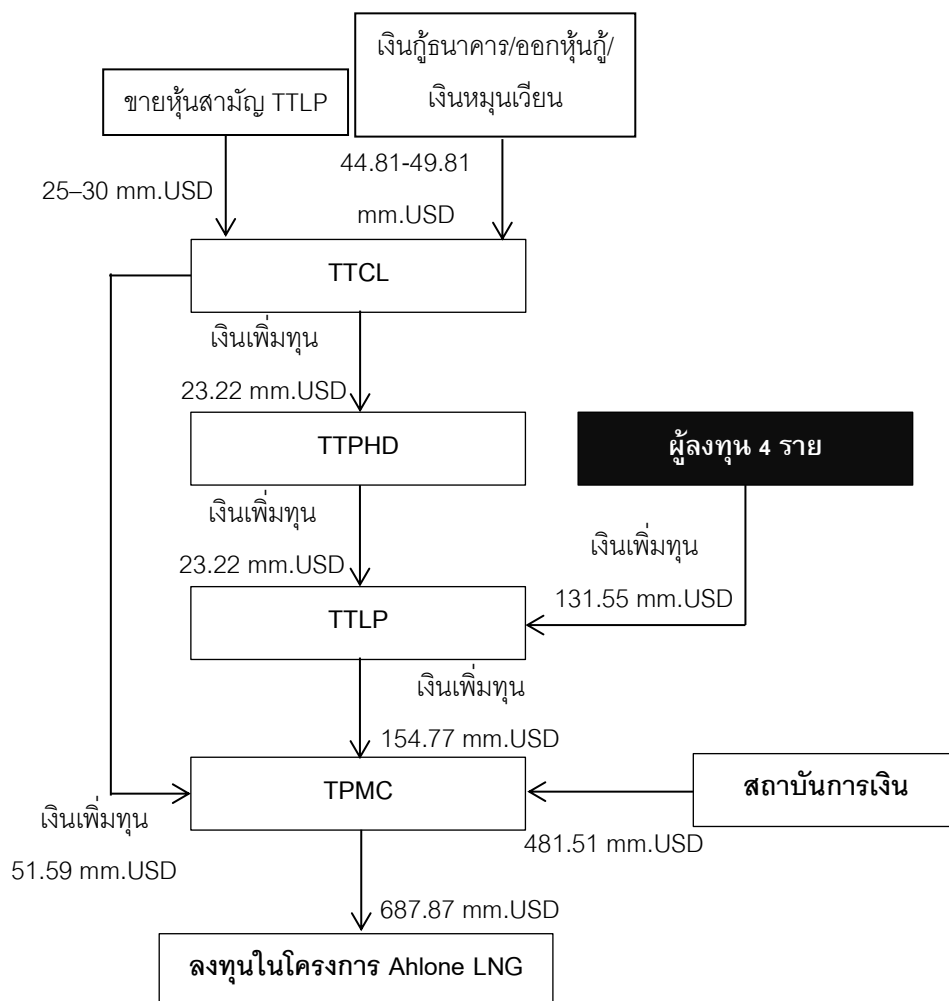 เงินกู้ธนาคาร/ออกหุ้นกู้/
เงินหมุนเวียน
ขายหุ้นสามัญ TTLP
44.81-49.81
mm.USD
25–30 mm.USD
TTCL
เงินเพิ่มทุน
23.22 mm.USD
TTPHD
ผู้ลงทุน 4 ราย
เงินเพิ่มทุน
23.22 mm.USD
เงินเพิ่มทุน
131.55 mm.USD
TTLP
เงินเพิ่มทุน
154.77 mm.USD
TPMC
สถาบันการเงิน
เงินเพิ่มทุน
51.59 mm.USD
481.51 mm.USD
687.87 mm.USD
ลงทุนในโครงการ Ahlone LNG